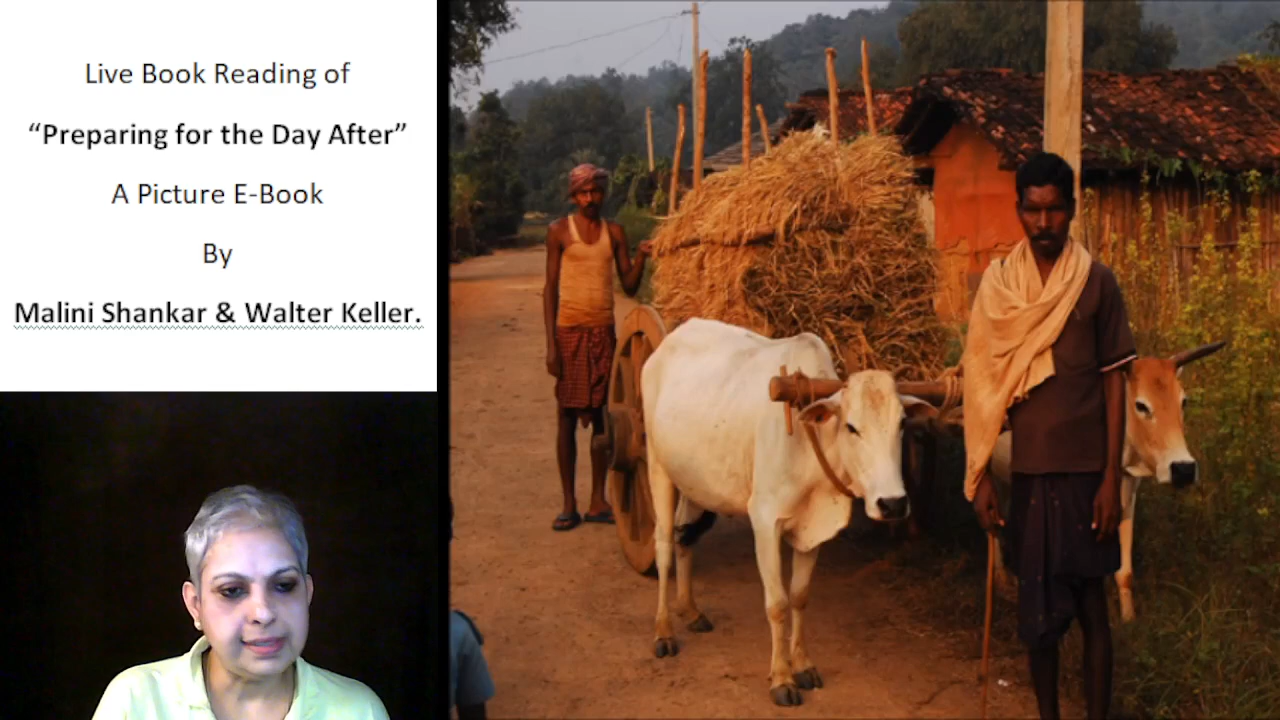 Live Book Reading of
“Preparing for the Day After”
A Picture E-Book
By
Malini Shankar & Walter Keller.